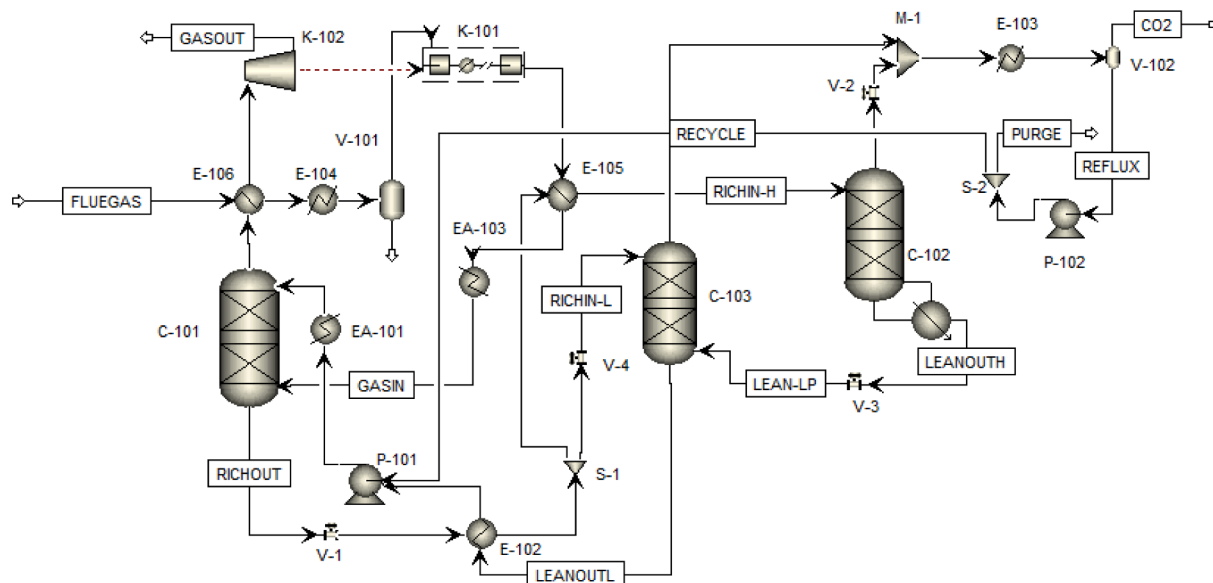 GASOUT
K-102
K-101
M-1
E-103
CO2
V-102
V-2
V-101
RECYCLE
PURGE
E-106
E-104
E-105
REFLUX
FLUEGAS
RICHIN-H
S-2
EA-103
C-102
P-102
RICHIN-L
C-103
C-101
EA-101
V-4
LEANOUTH
GASIN
LEAN-LP
V-3
RICHOUT
P-101
S-1
V-1
E-102
LEANOUTL